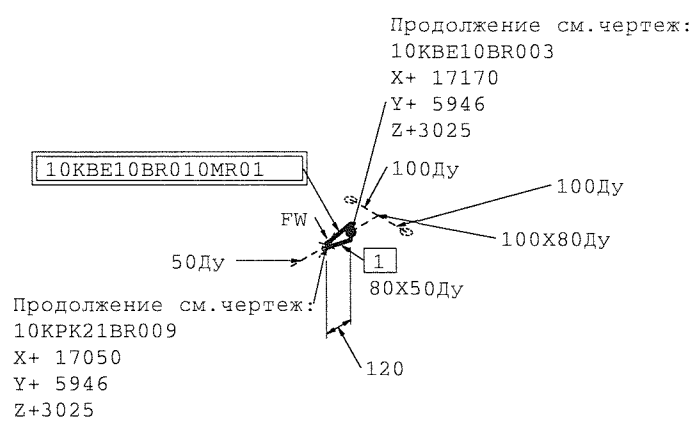 Продолжение см.чертеж:
10KBE10BR003
X+ 17170
Y+ 5946
Z+3025
10KBE10BR010MR01
100Ду
100Ду
FW
100X80Ду
50Ду
1
80X50Ду
Продолжение см.чертеж:
10KPK21BR009
X+ 17050
Y+ 5946
Z+3025
120